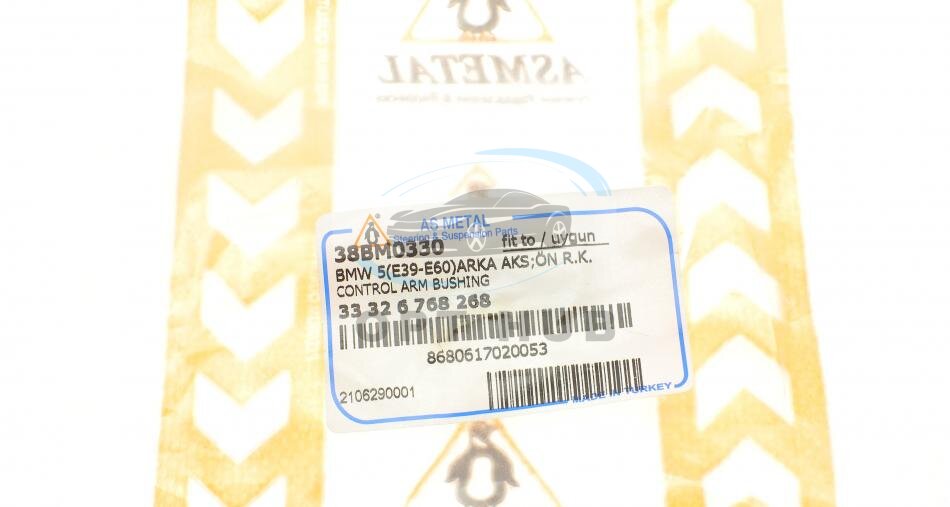 ASMETAL
AS METAL
Steering & Suspension Parts
38BM0330 fit to / uygun
BMW 5(E39-E60)ARKA AKS;ÖN R.K.
CONTROL ARM BUSHING
33 32 6 768 268
8680617020053
2106290001
MADE IN TURKEY